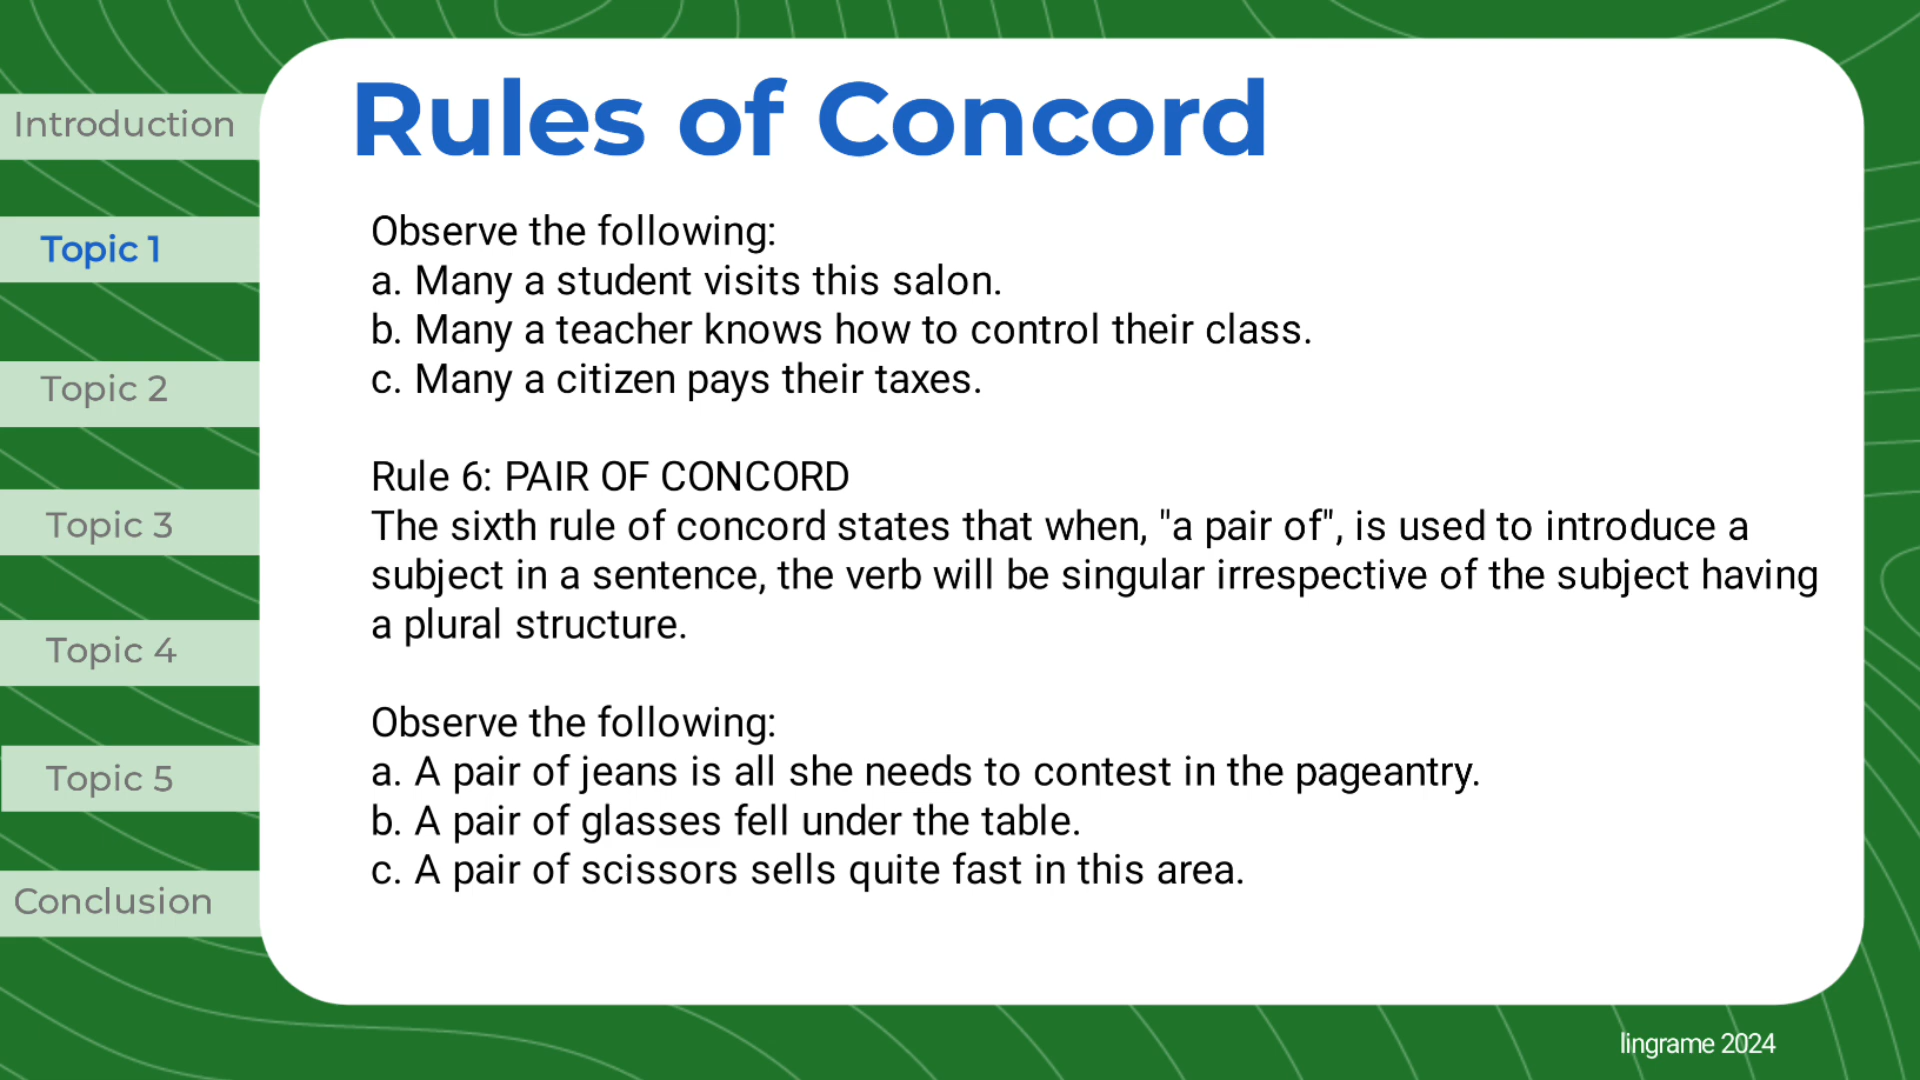 Rules of Concord
Introduction
Topic 1
Topic 2
Topic 3
Topic 4
Topic 5
Conclusion
Observe the following:
a. Many a student visits this salon.
b. Many a teacher knows how to control their class.
c. Many a citizen pays their taxes.
Rule 6: PAIR OF CONCORD
The sixth rule of concord states that when, "a pair of", is used to introduce a
subject in a sentence, the verb will be singular irrespective of the subject having
a plural structure.
Observe the following:
a. A pair of jeans is all she needs to contest in the pageantry.
b. A pair of glasses fell under the table.
c. A pair of scissors sells quite fast in this area.
lingrame 2024